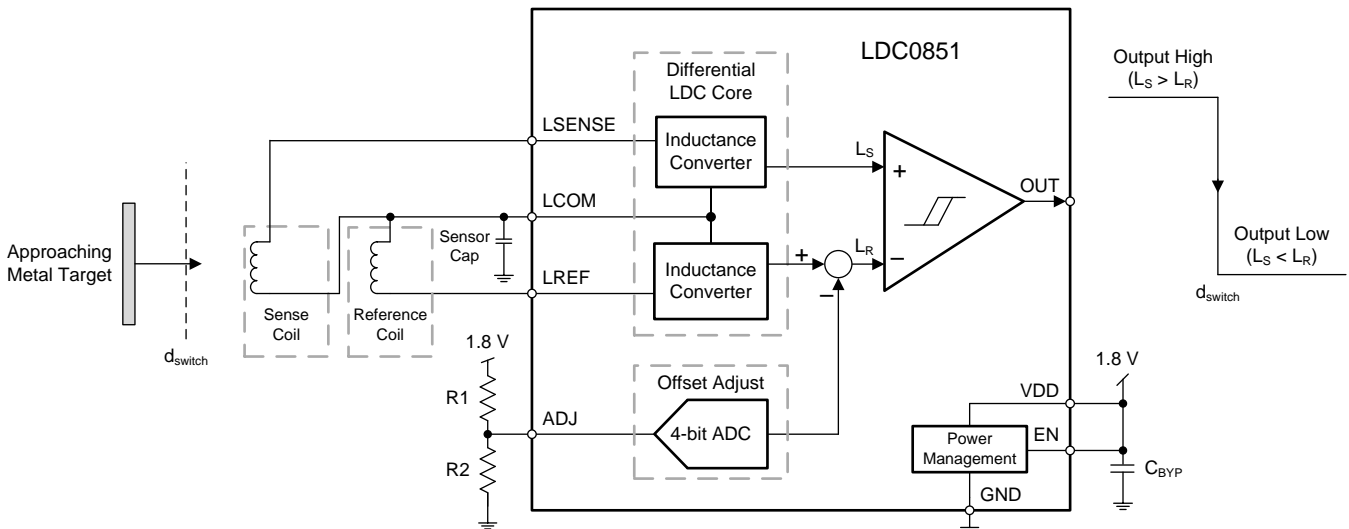 LDC0851
Differential
LDC Core
Inductance
Converter
Inductance
Converter
LSENSE
LCOM
LREF
Sensor
Cap
Approaching
Metal Target
d_switch
Sense
Coil
Reference
Coil
1.8 V
R1
R2
ADJ
Offset Adjust
4-bit ADC
L_S
L_R
+
−
+
−
OUT
Output High
(L_S > L_R)
Output Low
(L_S < L_R)
d_switch
1.8 V
VDD
EN
Power
Management
GND
C_BYP